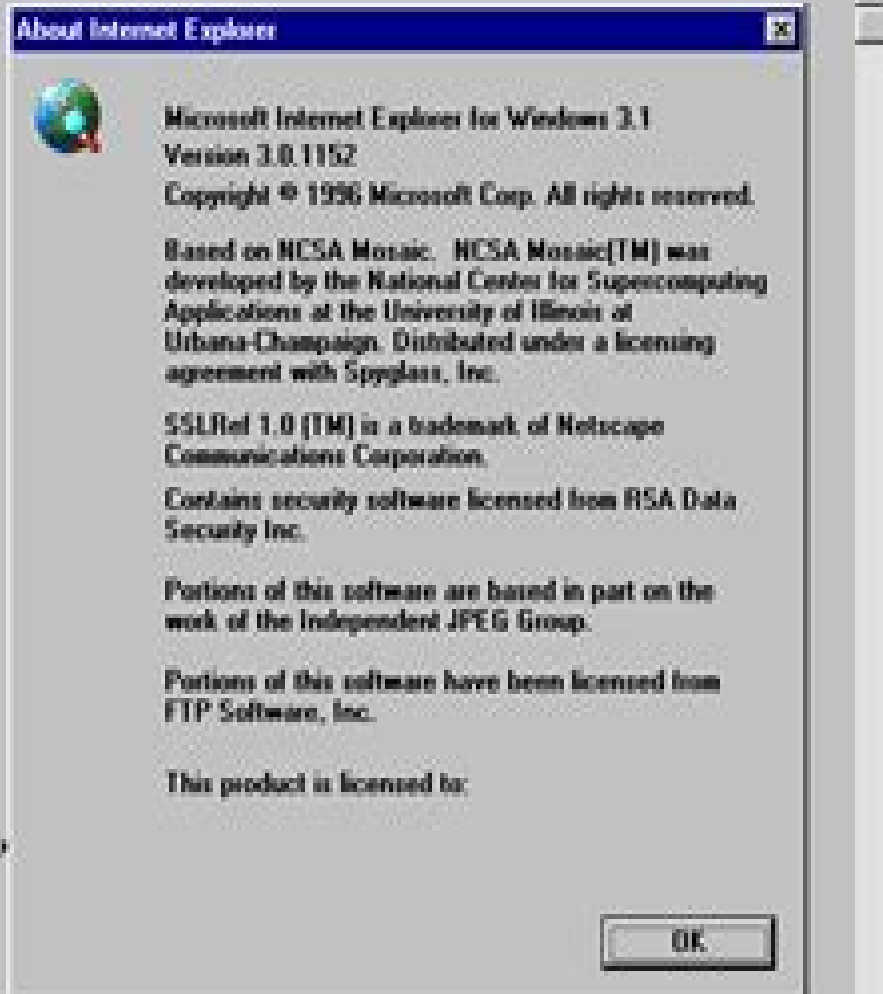 About Internet Explorer
Microsoft Internet Explorer for Windows 3.1
Version 3.0.1152
Copyright © 1996 Microsoft Corp. All rights reserved.
Based on NCSA Mosaic. NCSA Mosaic(TM) was
developed by the National Center for Supercomputing
Applications at the University of Illinois at
Urbana-Champaign. Distributed under a licensing
agreement with Spyglass, Inc.
SSLRef 1.0 (TM) is a trademark of Netscape
Communications Corporation.
Contains security software licensed from RSA Data
Security Inc.
Portions of this software are based in part on the
work of the Independent JPEG Group.
Portions of this software have been licensed from
FTP Software, Inc.
This product is licensed to:
OK